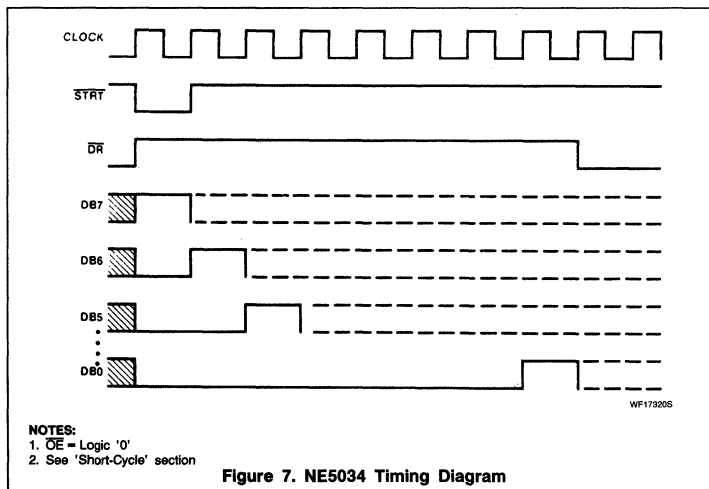 CLOCK
STRT
DR
DB7
DB6
DB5
DB0
WF17320S
NOTES:
1. OE = Logic '0'
2. See 'Short-Cycle' section
Figure 7. NE5034 Timing Diagram